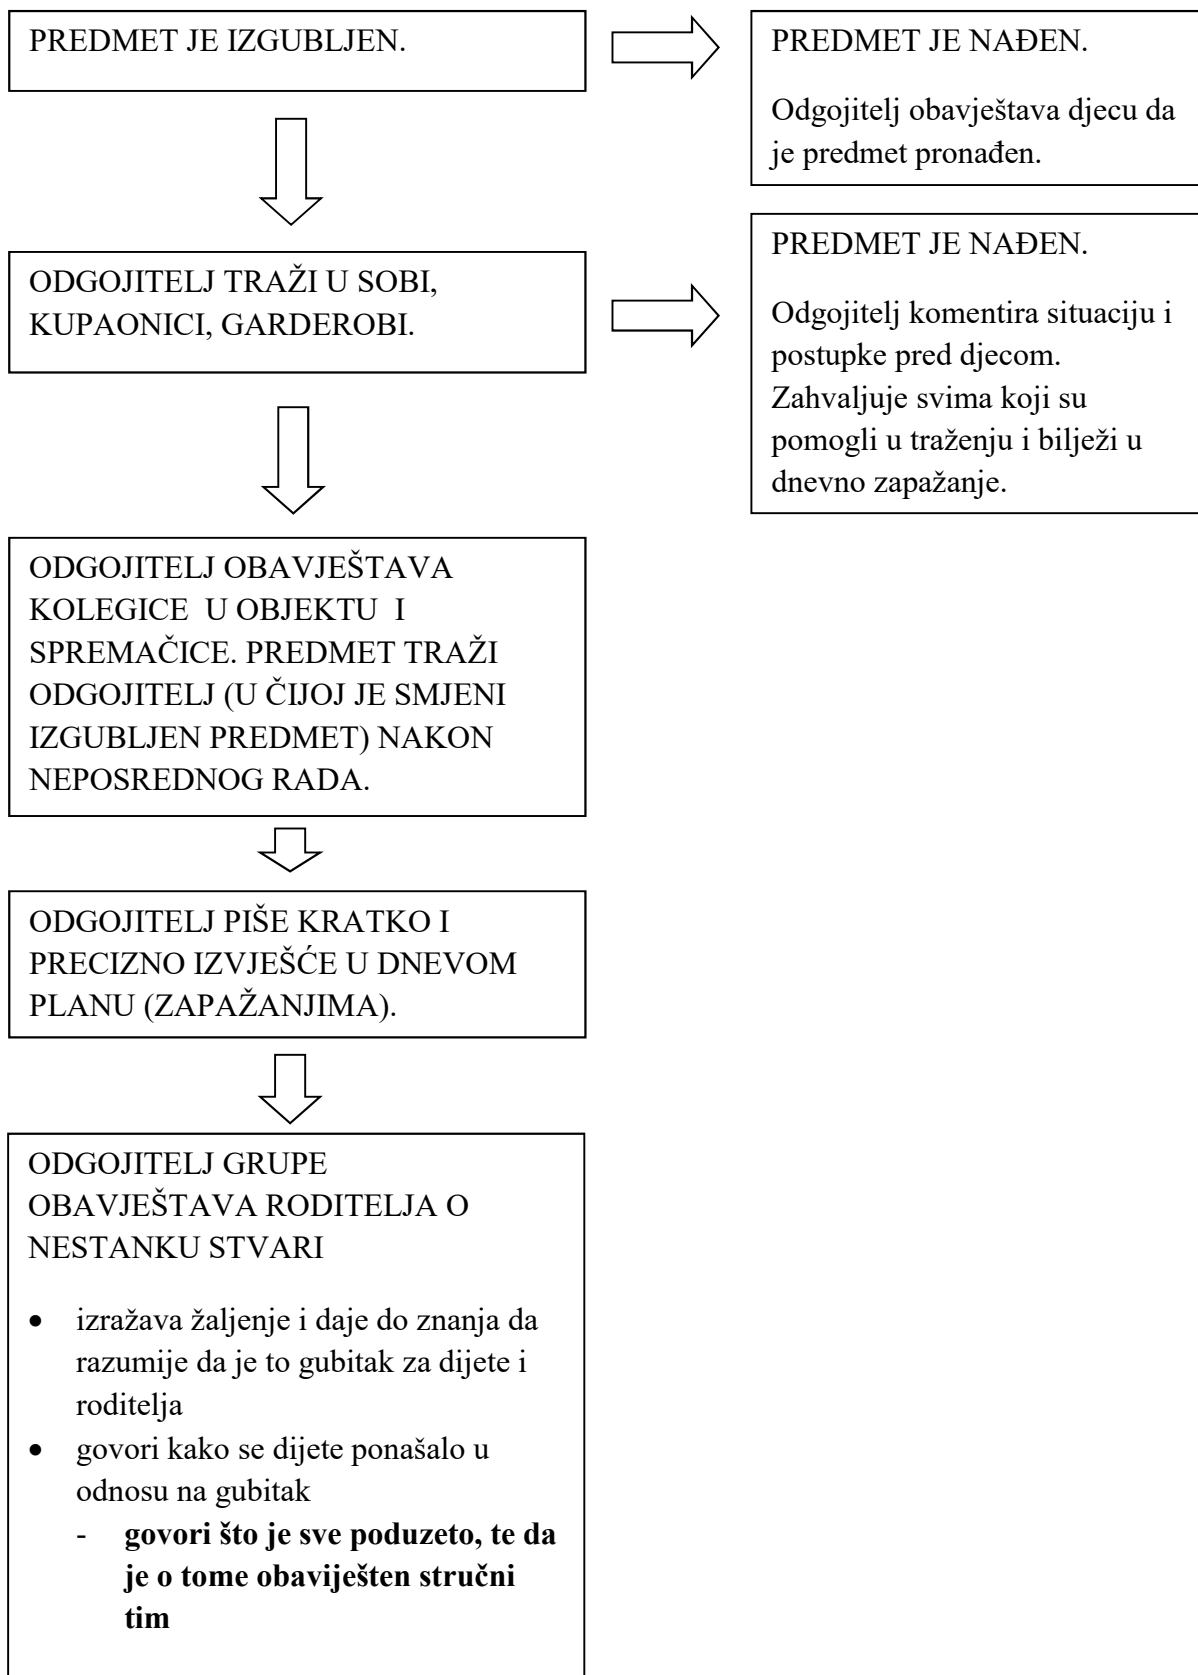 PREDMET JE IZGUBLJEN.
PREDMET JE NAĐEN.
Odgojitelj obavještava djecu da
je predmet pronađen.
ODGOJITELJ TRAŽI U SOBI,
KUPAONICI, GARDEROBI.
PREDMET JE NAĐEN.
Odgojitelj komentira situaciju i
postupke pred djecom.
Zahvaljuje svima koji su
pomogli u traženju i bilježi u
dnevno zapažanje.
ODGOJITELJ OBAVJEŠTAVA
KOLEGICE  U OBJEKTU  I
SPREMAČICE. PREDMET TRAŽI
ODGOJITELJ (U ČIJOJ JE SMJENI
IZGUBLJEN PREDMET) NAKON
NEPOSREDNOG RADA.
ODGOJITELJ PIŠE KRATKO I
PRECIZNO IZVJEŠĆE U DNEVOM
PLANU (ZAPAŽANJIMA).
ODGOJITELJ GRUPE
OBAVJEŠTAVA RODITELJA O
NESTANKU STVARI
• izražava žaljenje i daje do znanja da
razumije da je to gubitak za dijete i
roditelja
• govori kako se dijete ponašalo u
odnosu na gubitak
- govori što je sve poduzeto, te da
je o tome obaviješten stručni
tim